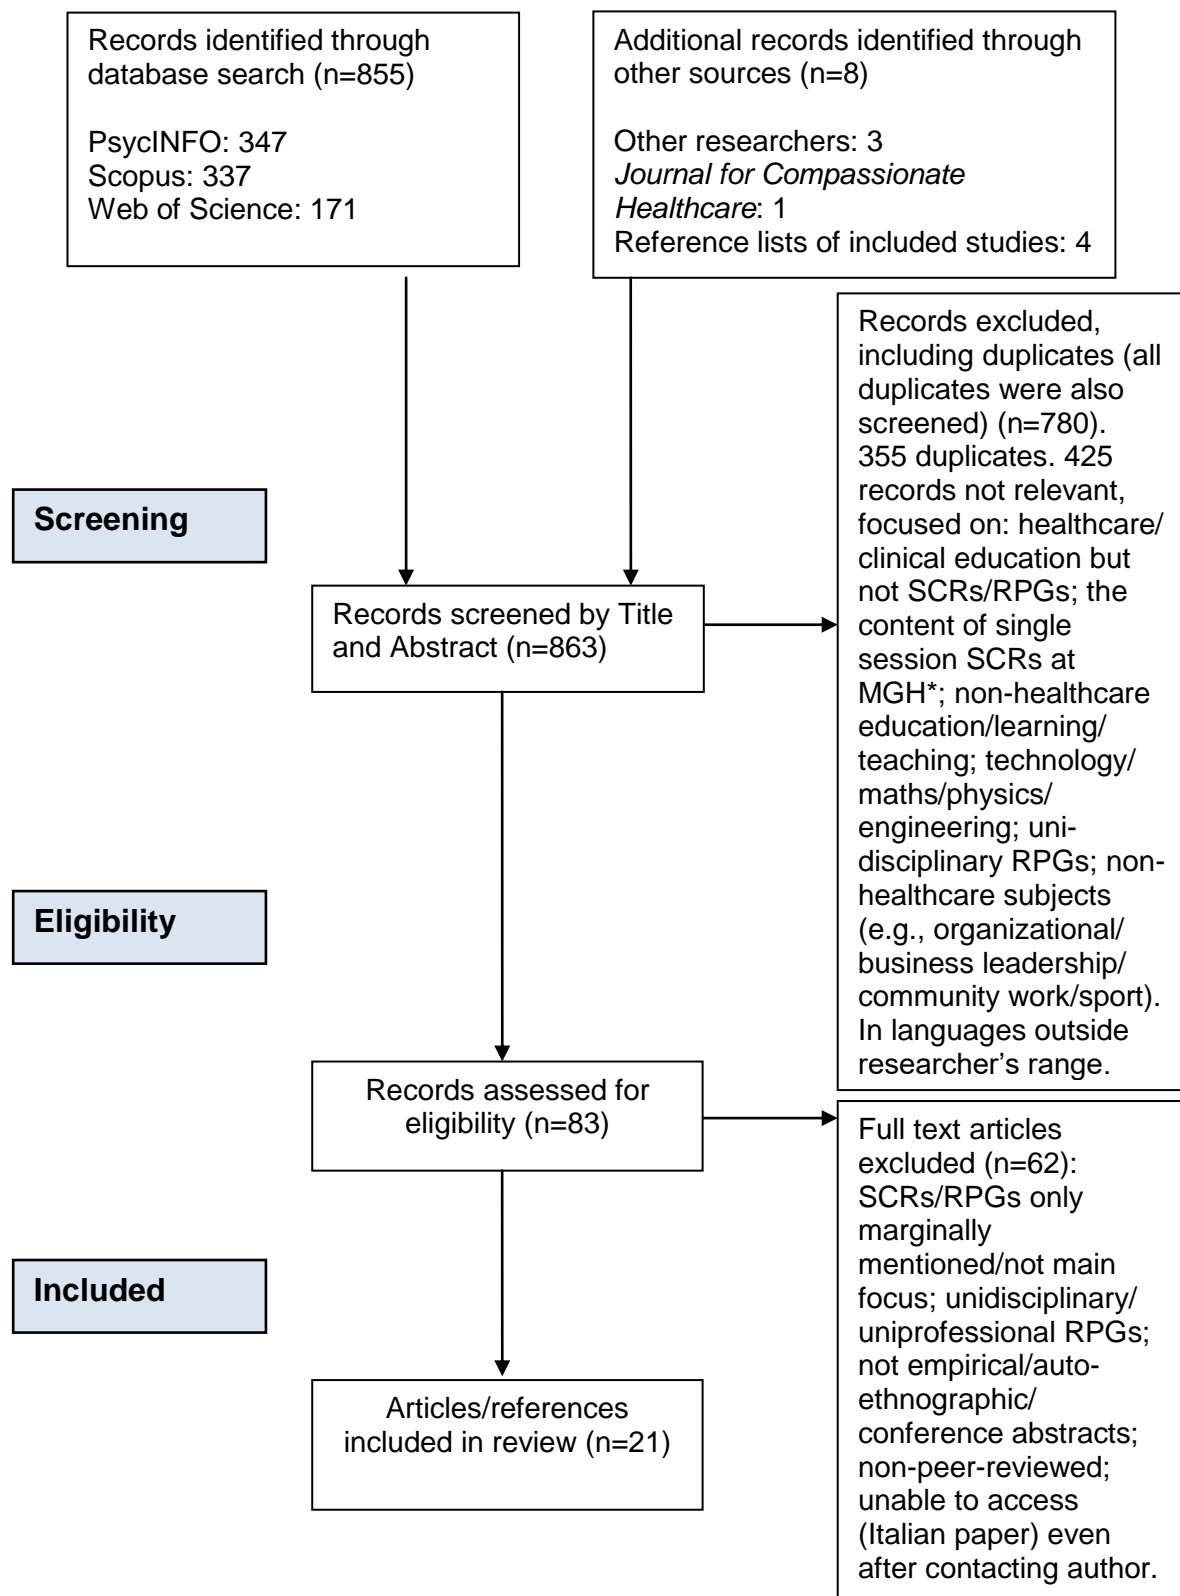 Records identified through
database search (n=855)
PsycINFO: 347
Scopus: 337
Web of Science: 171
Additional records identified through
other sources (n=8)
Other researchers: 3
Journal for Compassionate
Healthcare: 1
Reference lists of included studies: 4
Records excluded,
including duplicates (all
duplicates were also
screened) (n=780).
355 duplicates. 425
records not relevant,
focused on: healthcare/
clinical education but
not SCRs/RPGs; the
content of single
session SCRs at
MGH*; non-healthcare
education/learning/
teaching; technology/
maths/physics/
engineering; uni-
disciplinary RPGs; non-
healthcare subjects
(e.g., organizational/
business leadership/
community work/sport).
In languages outside
researcher's range.
Screening
Records screened by Title
and Abstract (n=863)
Eligibility
Records assessed for
eligibility (n=83)
Full text articles
excluded (n=62):
SCRs/RPGs only
marginally
mentioned/not main
focus; unidisciplinary/
uniprofessional RPGs;
not empirical/auto-
ethnographic/
conference abstracts;
non-peer-reviewed;
unable to access
(Italian paper) even
after contacting author.
Included
Articles/references
included in review (n=21)